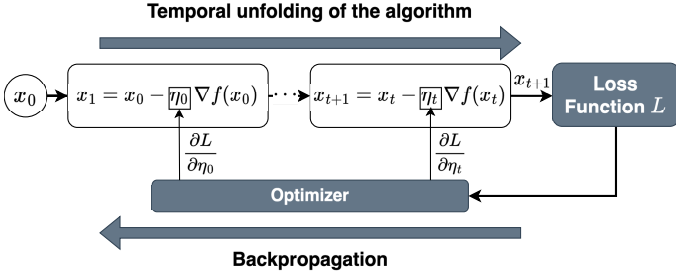 Temporal unfolding of the algorithm
x₀
x₁ = x₀ − η₀ ∇f(x₀)
···
xₜ₊₁ = xₜ − ηₜ ∇f(xₜ)
xₜ₊₁
Loss
Function L
∂L
∂η₀
∂L
∂ηₜ
Optimizer
Backpropagation